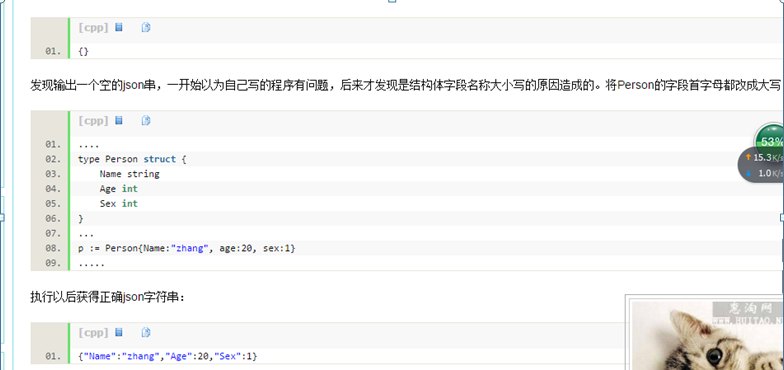 [cpp]
01. {}
发现输出一个空的json串，一开始以为自己写的程序有问题，后来才发现是结构体字段名称大小写的原因造成的。将Person的字段首字母都改成大写
[cpp]
01. ....
02. type Person struct {
03. Name string
04. Age int
05. Sex int
06. }
07. ...
08. p := Person{Name:"zhang", age:20, sex:1}
09. .....
53%
15.3K/s
1.0K/s
执行以后获得正确json字符串：
惠淘网
WWW.HUITAO.N
[cpp]
01. {"Name":"zhang","Age":20,"Sex":1}